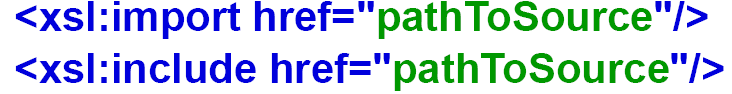 <xsl:import href="pathToSource"/>
<xsl:include href="pathToSource"/>